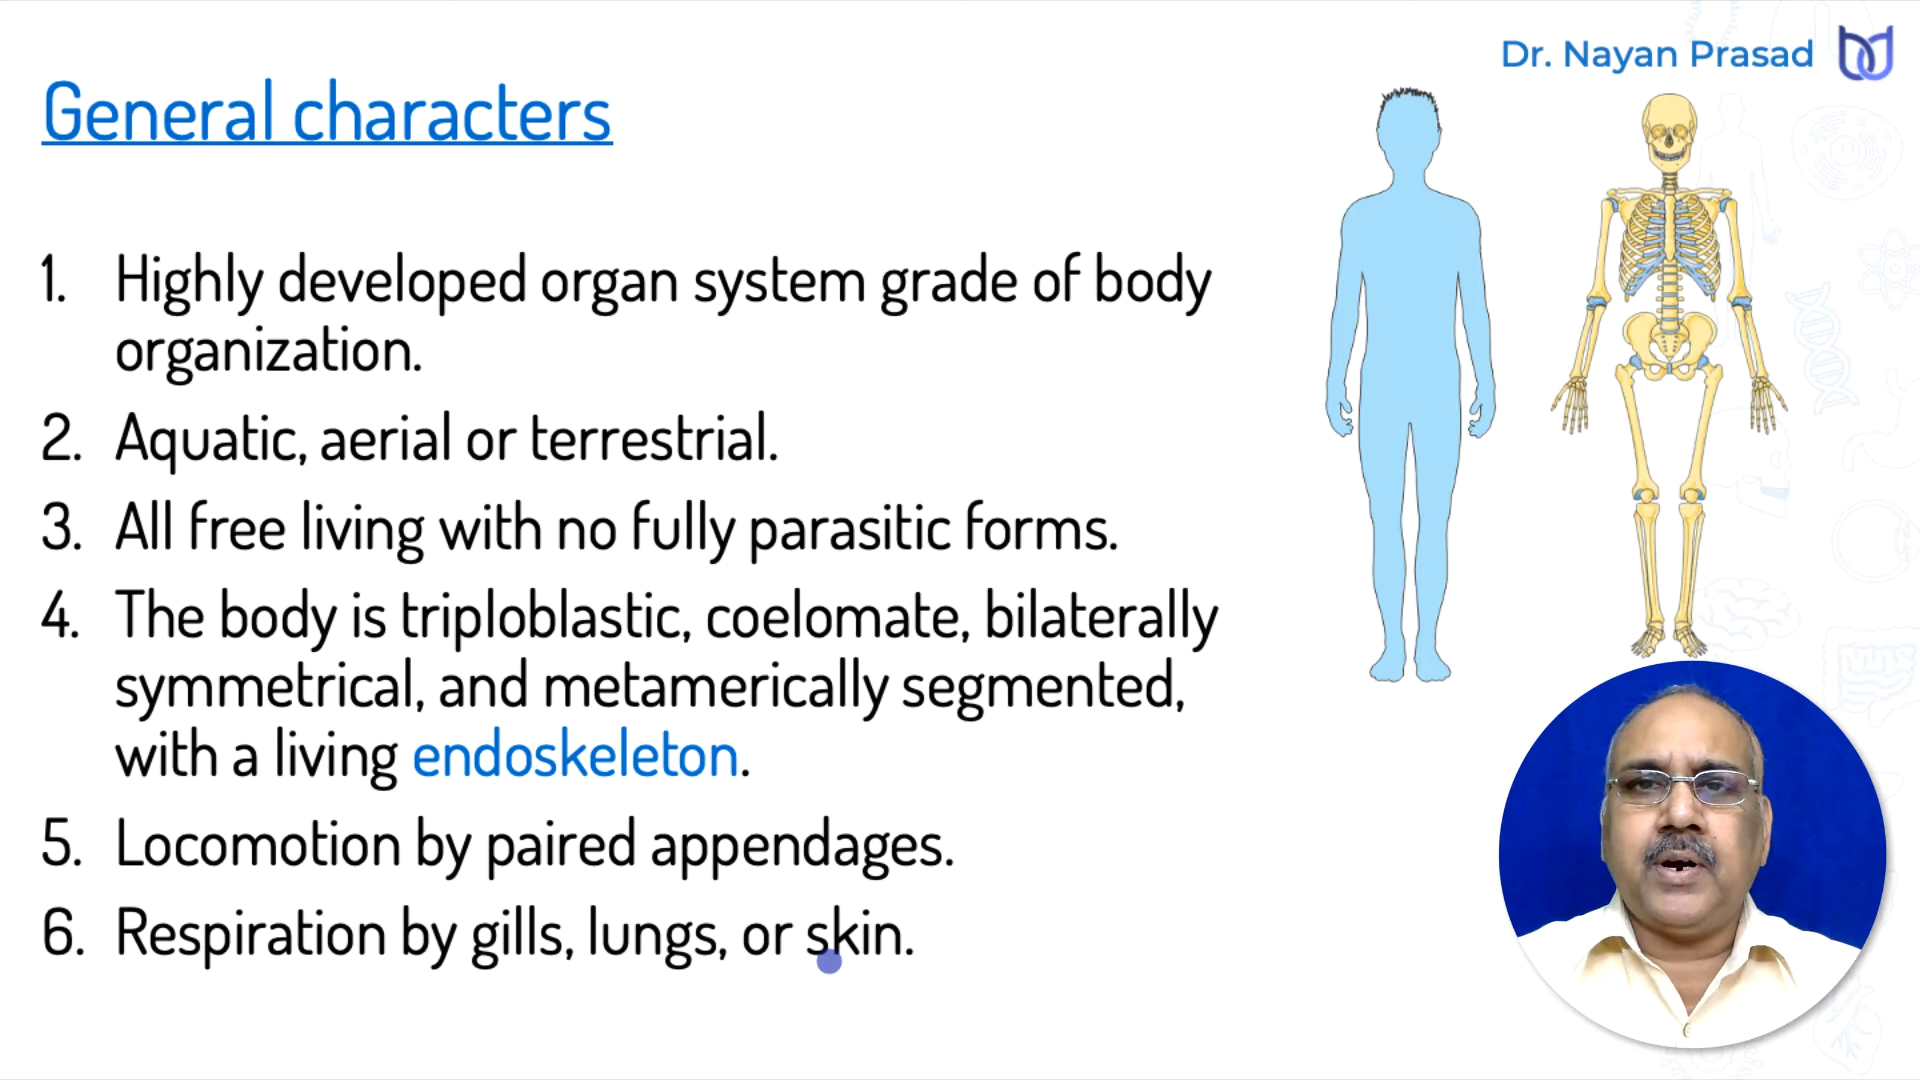 Dr. Nayan Prasad
General characters
1. Highly developed organ system grade of body
organization.
2. Aquatic, aerial or terrestrial.
3. All free living with no fully parasitic forms.
4. The body is triploblastic, coelomate, bilaterally
symmetrical, and metamerically segmented,
with a living endoskeleton.
5. Locomotion by paired appendages.
6. Respiration by gills, lungs, or skin.